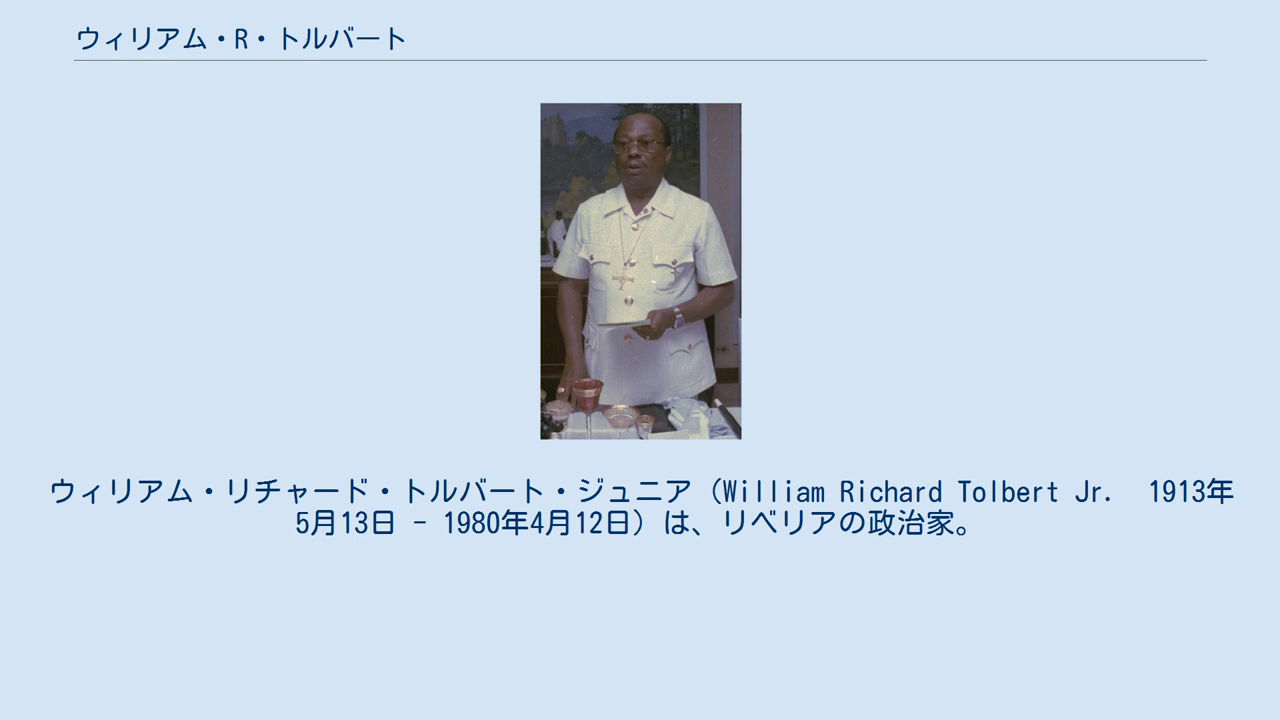 ウィリアム・R・トルバート
ウィリアム・リチャード・トルバート・ジュニア（William Richard Tolbert Jr.　1913年
5月13日 - 1980年4月12日）は、リベリアの政治家。